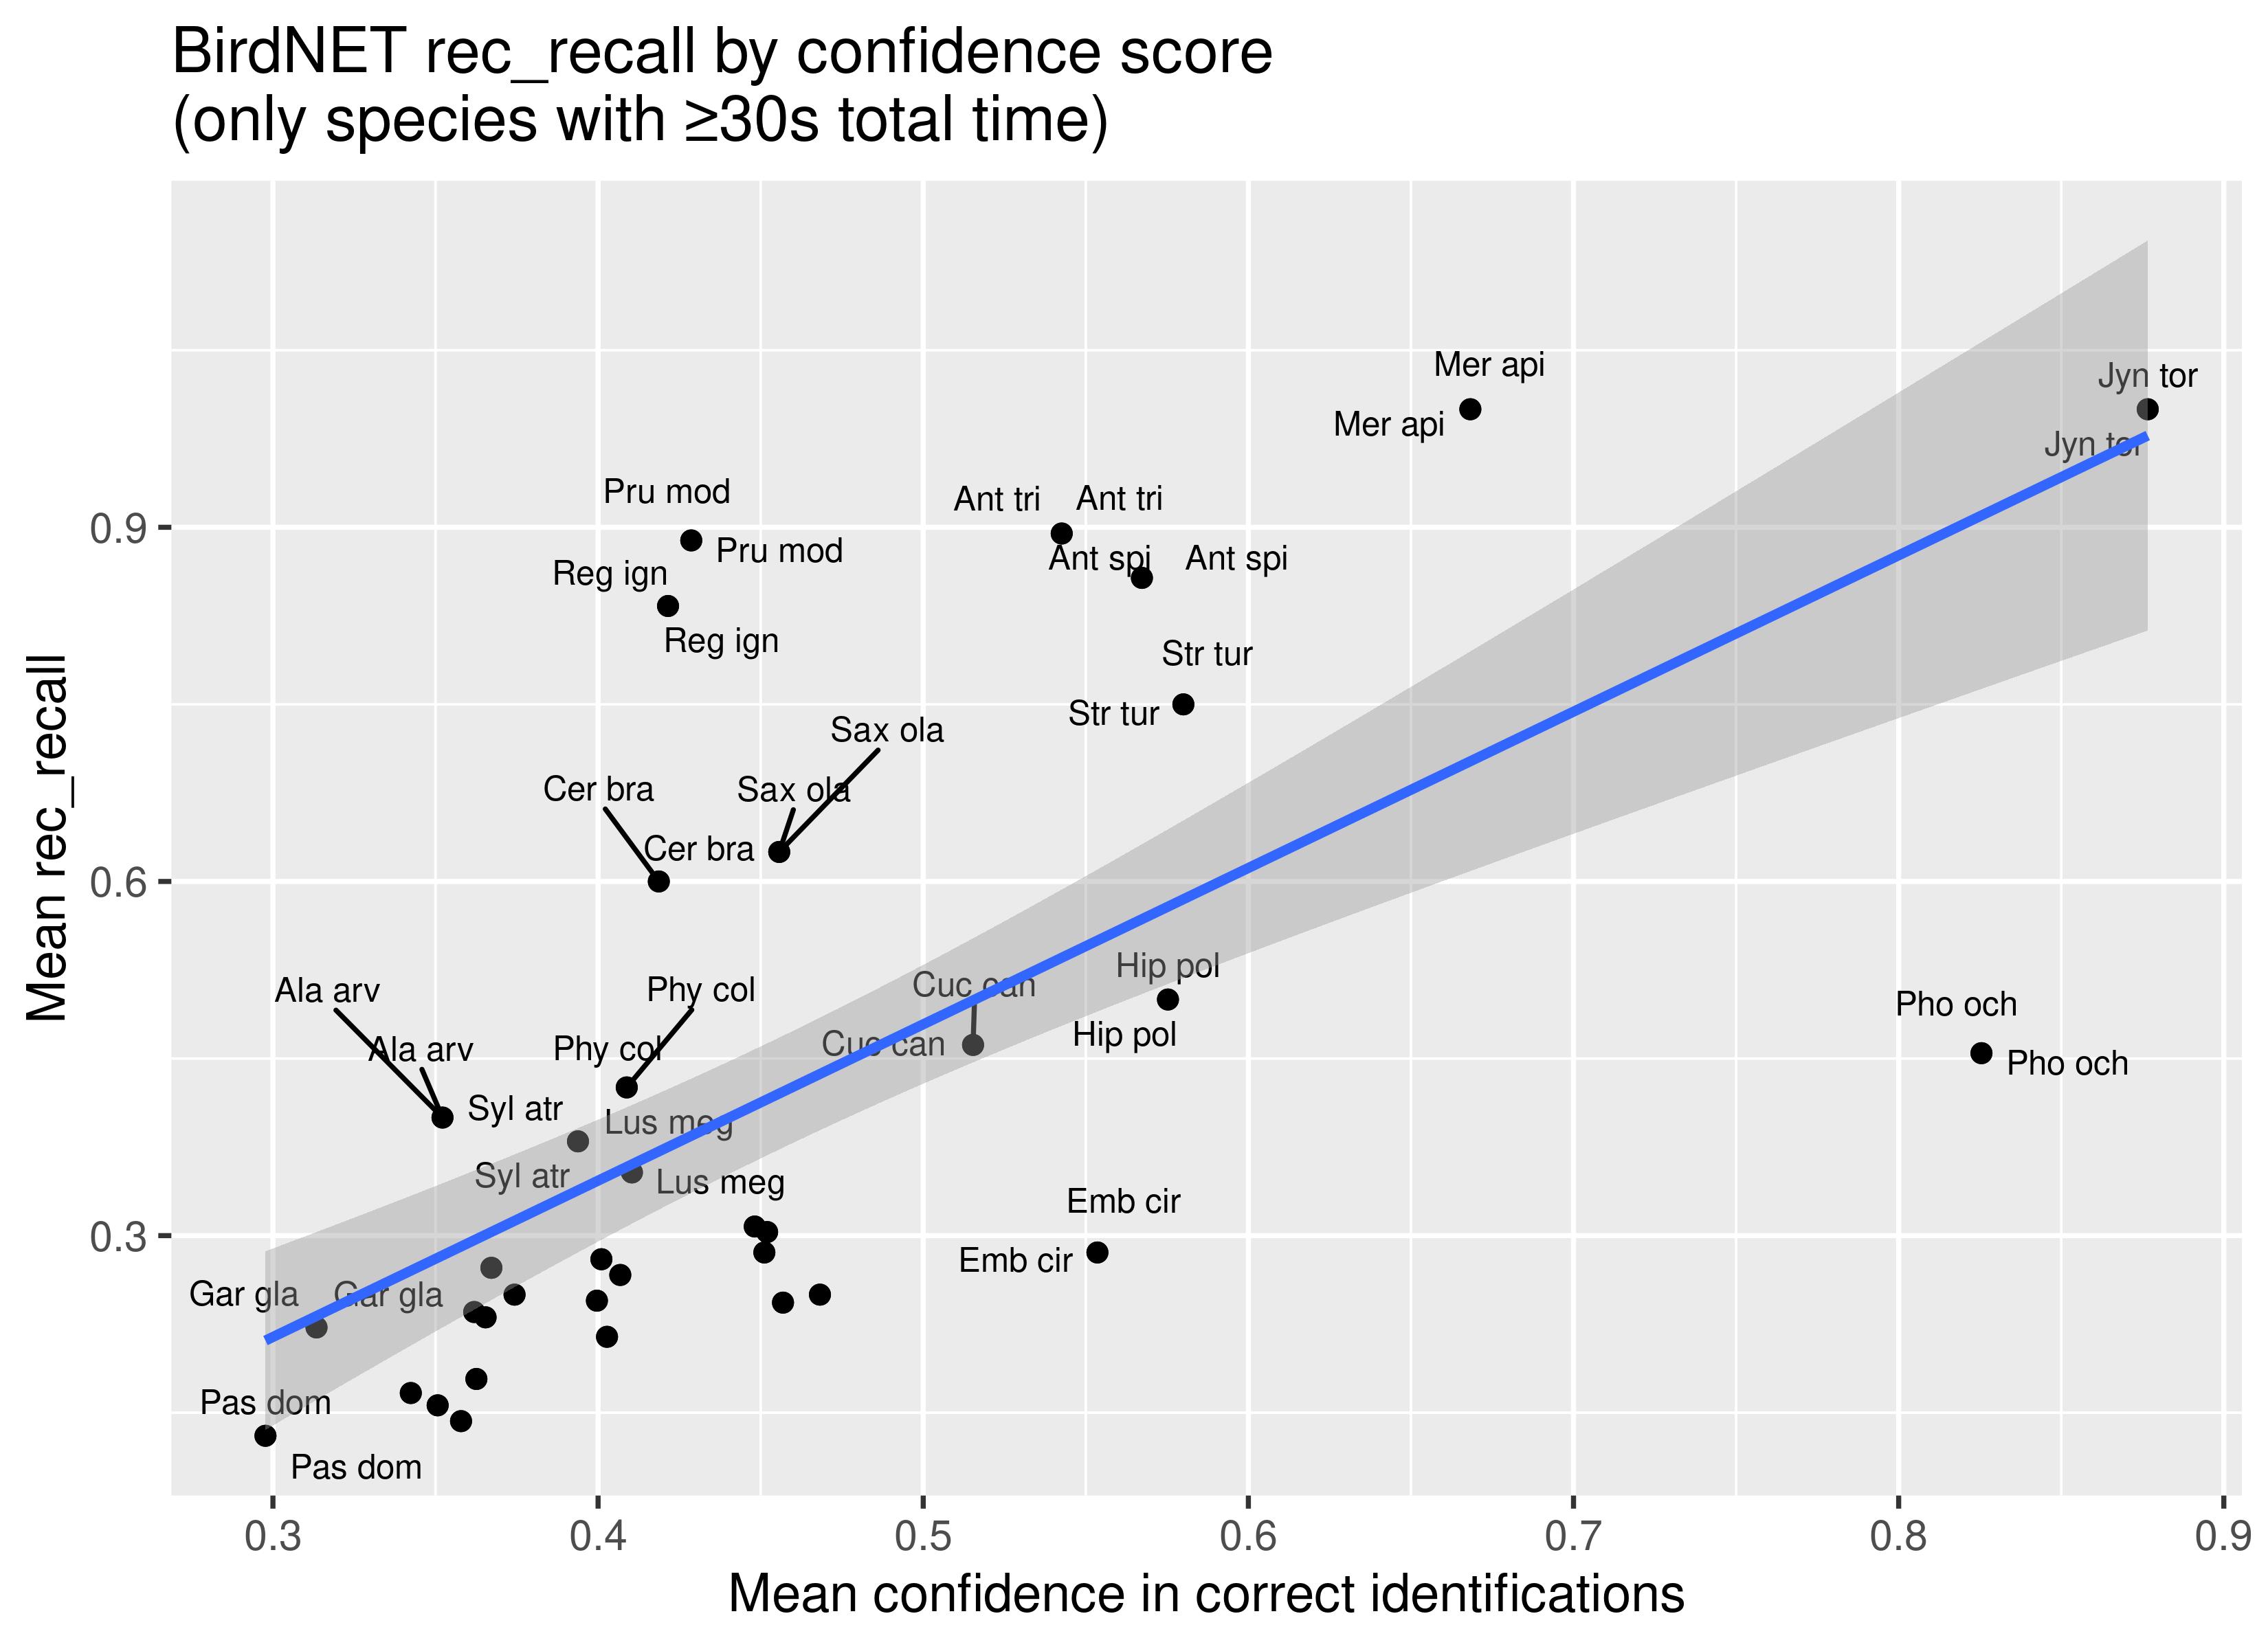 BirdNET rec_recall by confidence score
(only species with ≥30s total time)
Mer api
Jyn tor
Mer api
Jyn tor
Pru mod
Ant tri
Ant tri
0.9
Pru mod
Ant spi
Ant spi
Reg ign
Reg ign
Str tur
Str tur
Sax ola
Cer bra
Sax ola
Cer bra
0.6
Mean rec_recall
Hip pol
Cuc can
Ala arv
Phy col
Pho och
Hip pol
Cuc can
Ala arv
Phy col
Pho och
Syl atr
Lus meg
Syl atr
Lus meg
Emb cir
0.3
Emb cir
Gar gla
Gar gla
Pas dom
Pas dom
0.3
0.4
0.5
0.6
0.7
0.8
0.9
Mean confidence in correct identifications